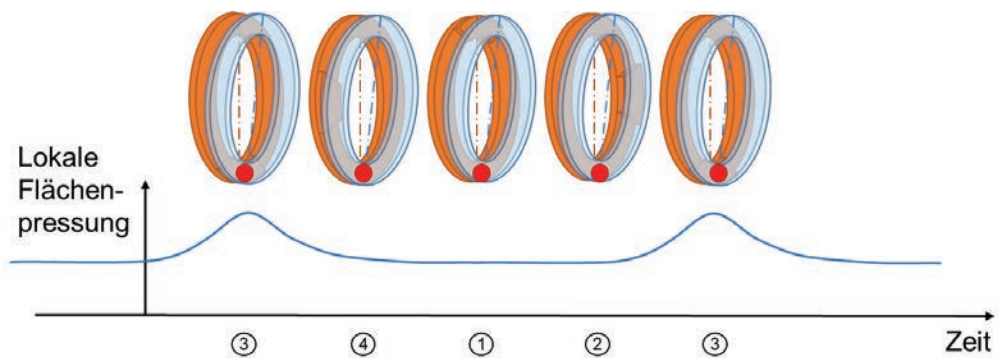 Lokale
Flächen-
pressung
③ ④ ① ② ③
Zeit